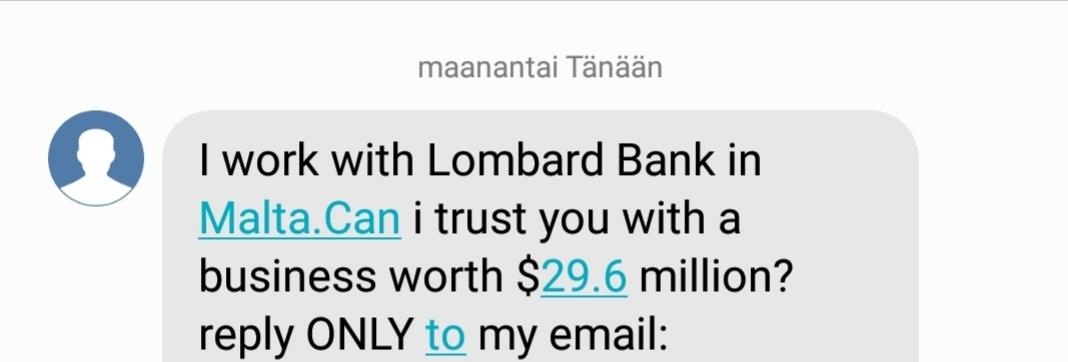 maanantai Tänään
I work with Lombard Bank in
Malta.Can i trust you with a
business worth $29.6 million?
reply ONLY to my email: